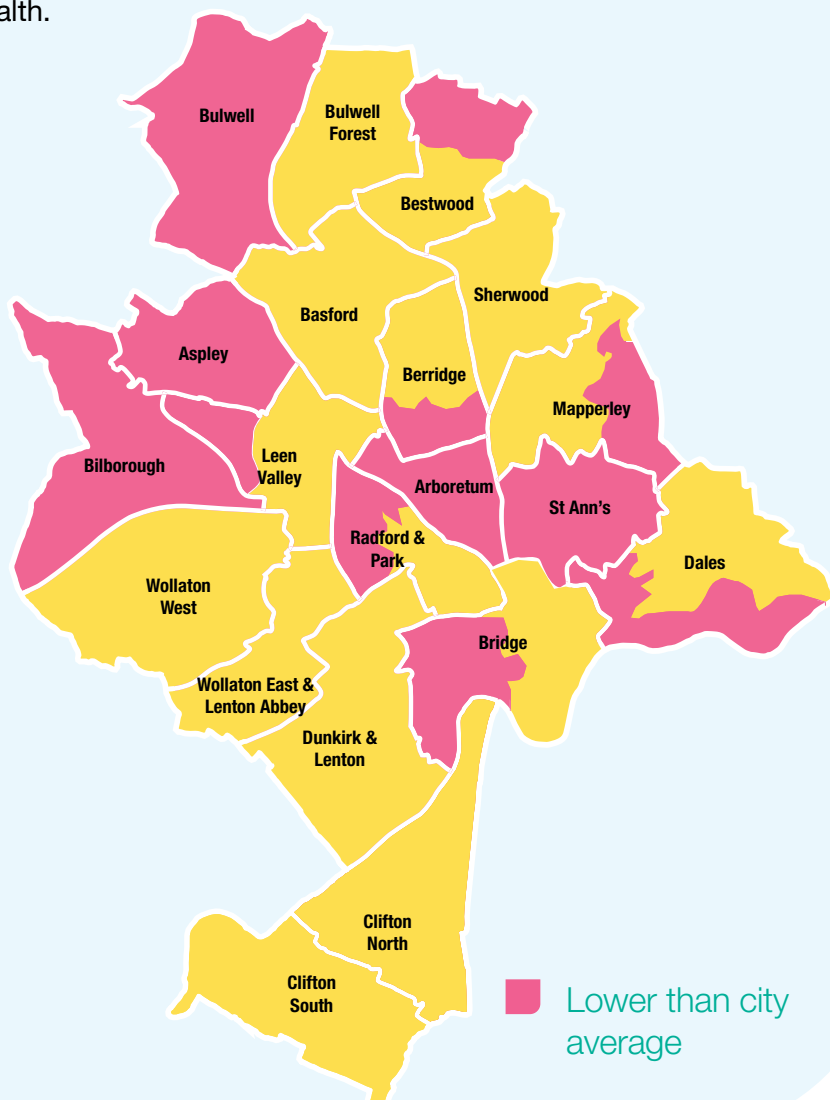 alth.
Bulwell
Bulwell
Forest
Bestwood
Sherwood
Basford
Aspley
Berridge
Mapperley
Leen
Valley
Bilborough
Arboretum
St Ann's
Radford &
Park
Dales
Wollaton
West
Bridge
Wollaton East &
Lenton Abbey
Dunkirk &
Lenton
Clifton
North
Clifton
South
Lower than city
average